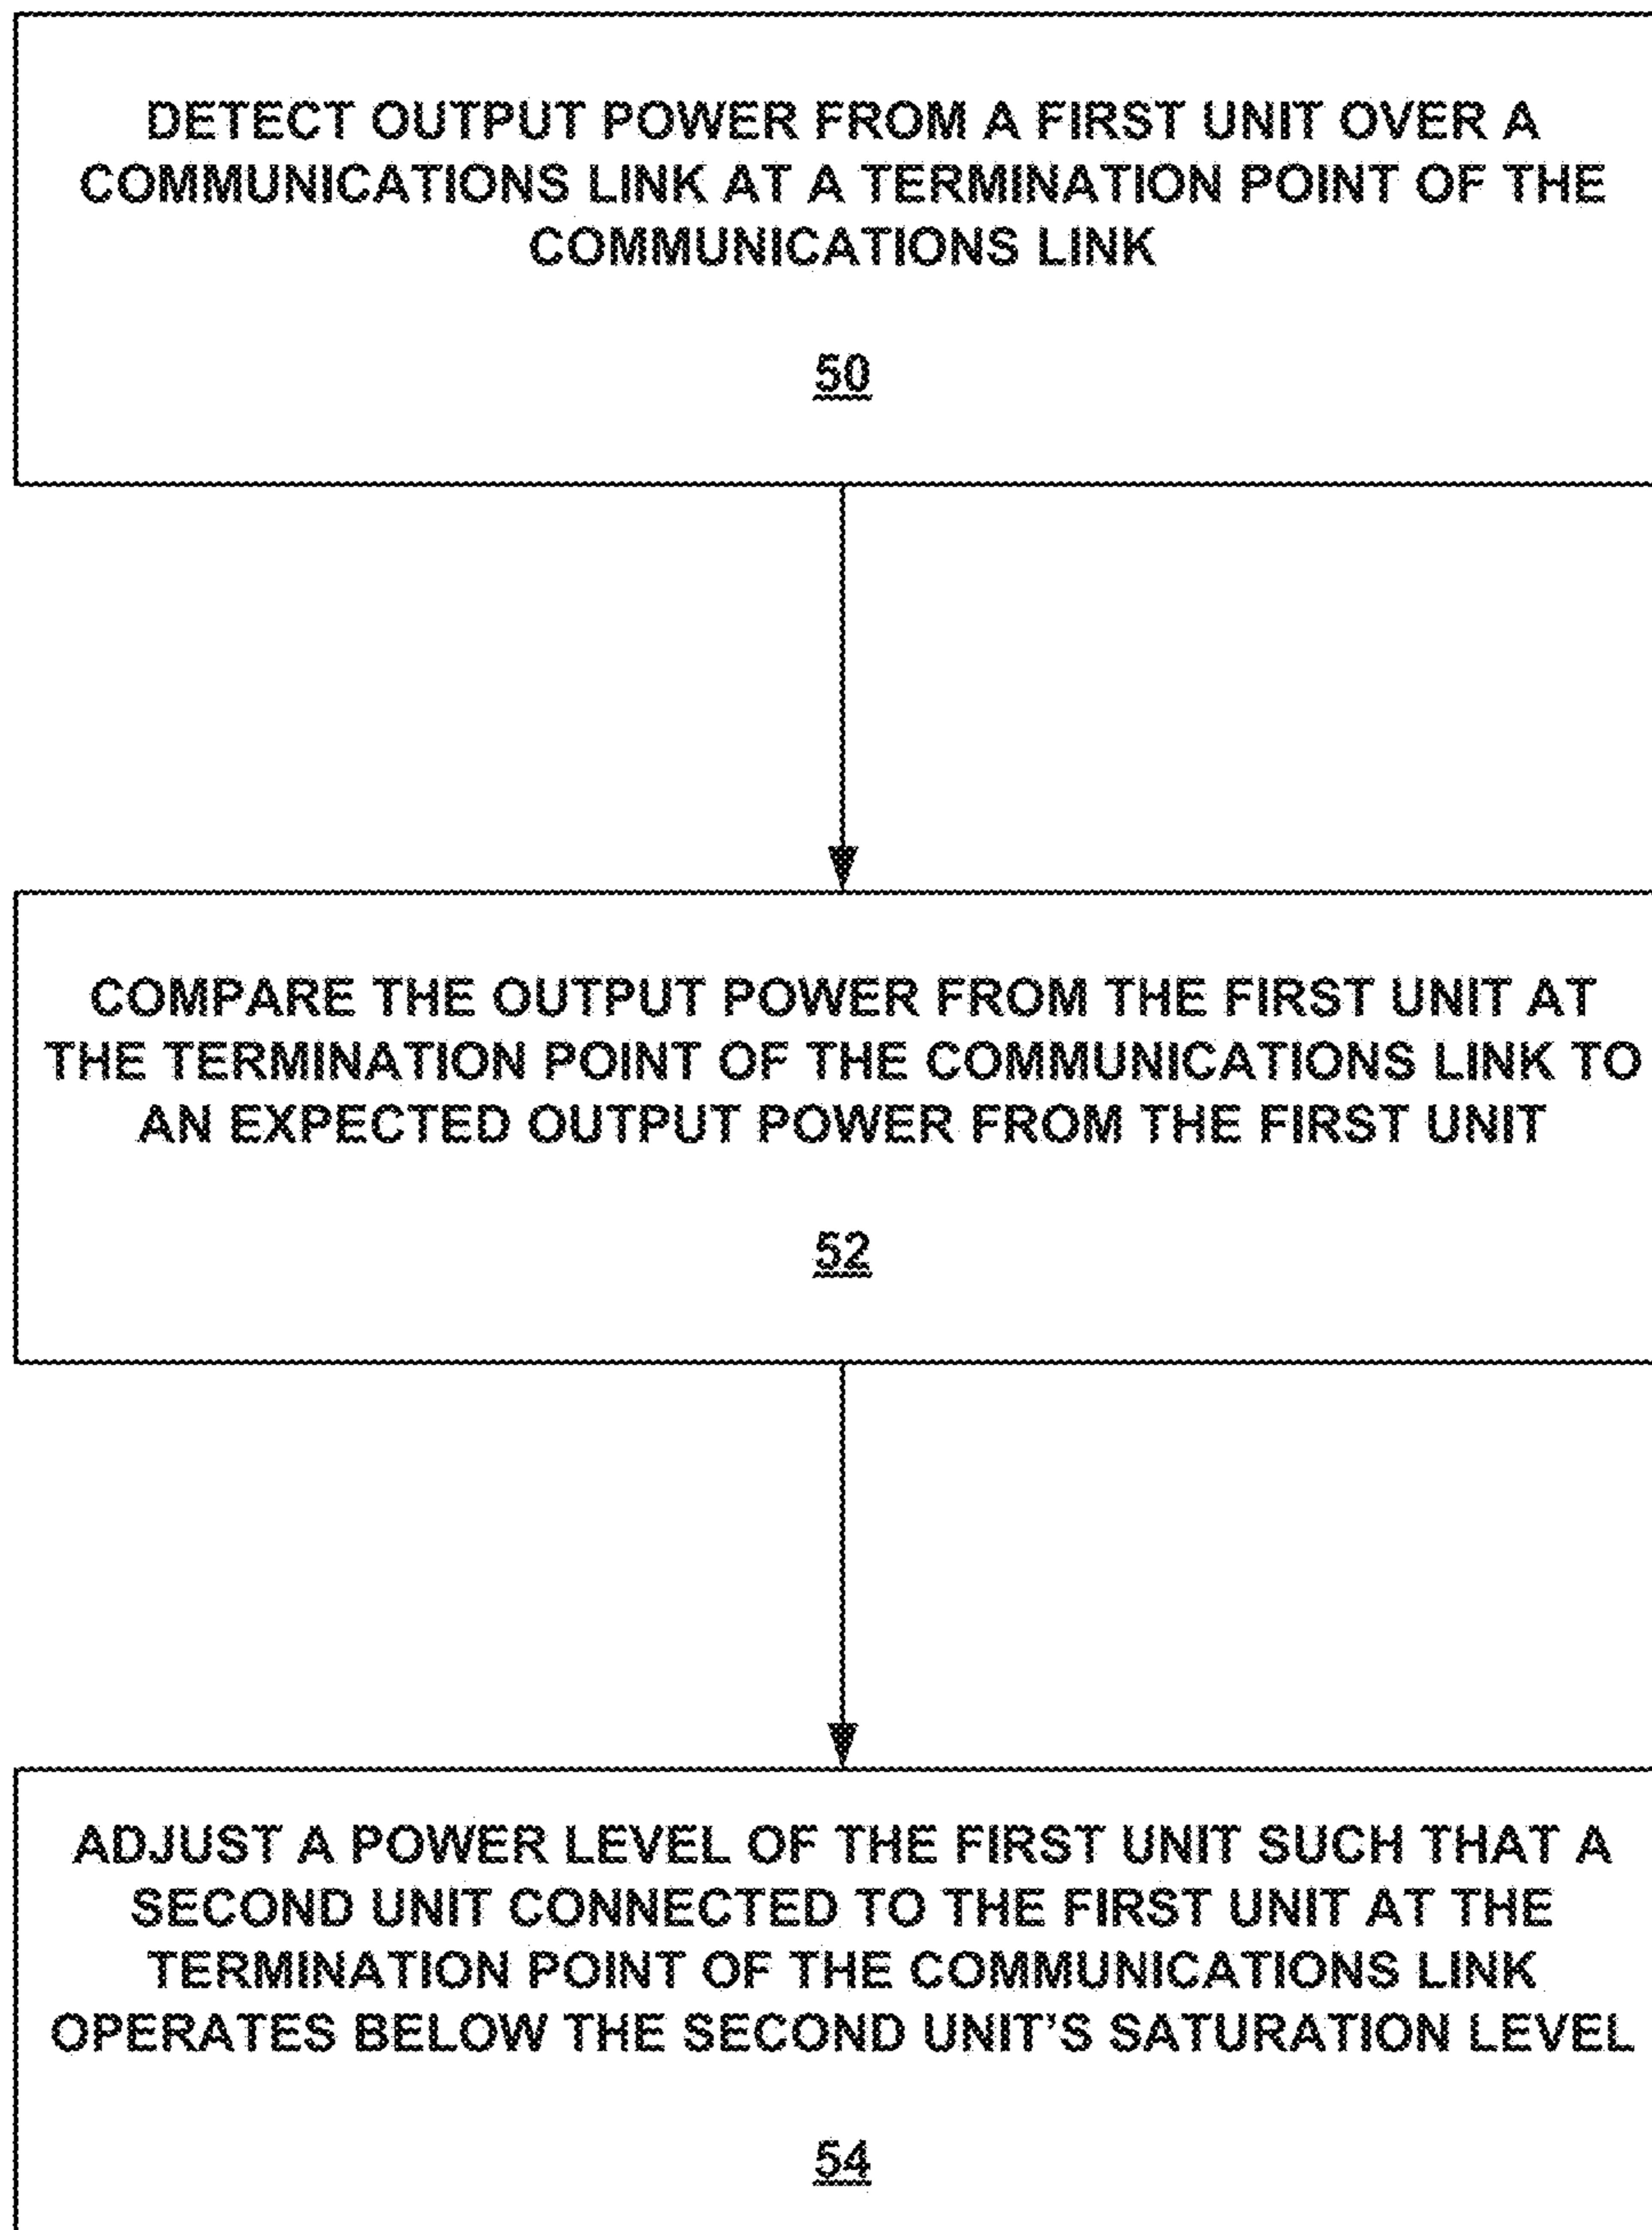 DETECT OUTPUT POWER FROM A FIRST UNIT OVER A
COMMUNICATIONS LINK AT A TERMINATION POINT OF THE
COMMUNICATIONS LINK
50
COMPARE THE OUTPUT POWER FROM THE FIRST UNIT AT
THE TERMINATION POINT OF THE COMMUNICATIONS LINK TO
AN EXPECTED OUTPUT POWER FROM THE FIRST UNIT
52
ADJUST A POWER LEVEL OF THE FIRST UNIT SUCH THAT A
SECOND UNIT CONNECTED TO THE FIRST UNIT AT THE
TERMINATION POINT OF THE COMMUNICATIONS LINK
OPERATES BELOW THE SECOND UNIT'S SATURATION LEVEL
54